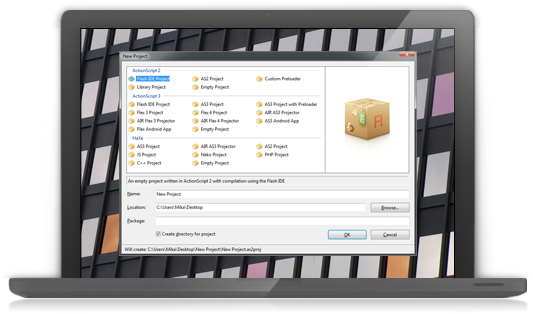 New Project
ActionScript 2
Flash IDE Project AS2 Project Custom Preloader
Library Project Empty Project
ActionScript 3
Flash IDE Project AS3 Project AS3 Project with Preloader
Flex 3 Project Flex 4 Project AIR AS3 Projector
AIR Flex 3 Projector AIR Flex 4 Projector AS3 Android App
Flex Android App Empty Project
HaXe
AS3 Project AIR AS3 Projector AS2 Project
JS Project Neko Project PHP Project
C++ Project Empty Project
Fl
An empty project written in ActionScript 2 with compilation using the Flash IDE
Name: New Project
Location: C:\Users\Mika\Desktop Browse...
Package:
Create directory for project OK Cancel
Will create: C:\Users\Mika\Desktop\New Project\New Project.as2proj